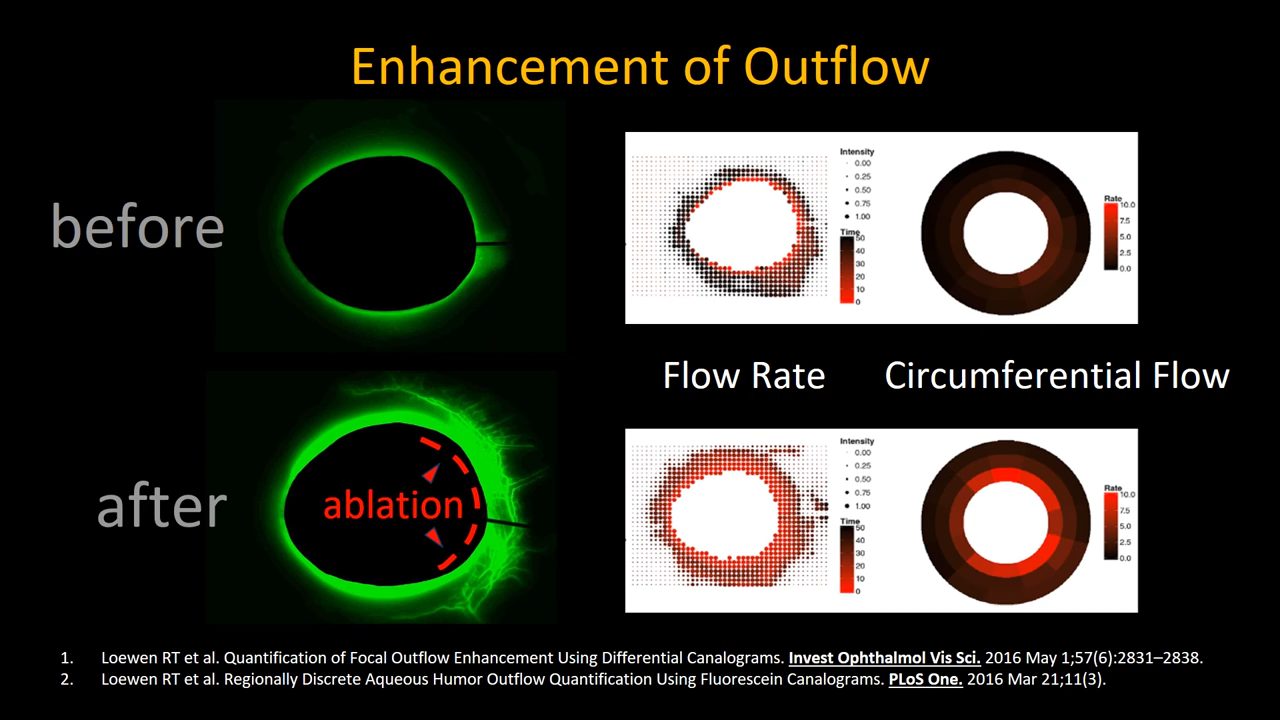 Enhancement of Outflow
before
Intensity
0.00
0.25
0.50
0.75
1.00
Time
50
40
30
20
10
0
Rate
10.0
7.5
5.0
2.5
0.0
Flow Rate
Circumferential Flow
after
ablation
Intensity
0.00
0.25
0.50
0.75
1.00
Time
50
40
30
20
10
0
Rate
10.0
7.5
5.0
2.5
0.0
1. Loewen RT et al. Quantification of Focal Outflow Enhancement Using Differential Canalograms. Invest Ophthalmol Vis Sci. 2016 May 1;57(6):2831–2838.
2. Loewen RT et al. Regionally Discrete Aqueous Humor Outflow Quantification Using Fluorescein Canalograms. PLoS One. 2016 Mar 21;11(3).